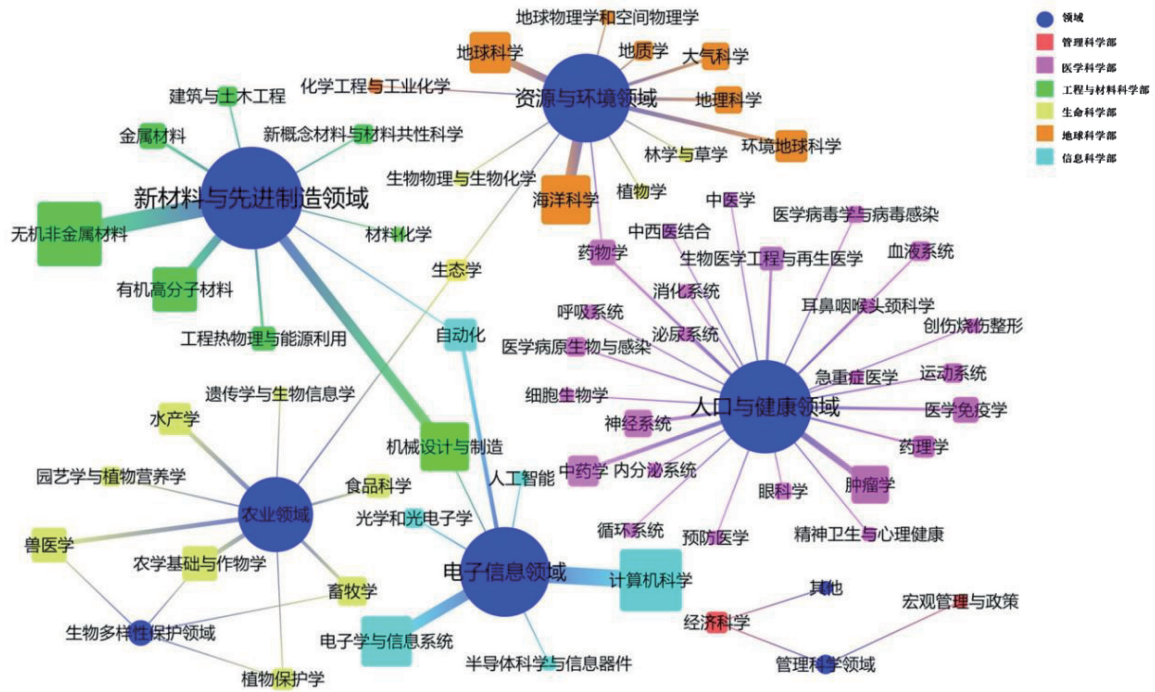 地球物理学和空间物理学
地球科学
地质学
大气科学
化学工程与工业化学
资源与环境领域
地理科学
环境地球科学
林学与草学
生物物理与生物化学
植物学
海洋科学
建筑与土木工程
金属材料
新概念材料与材料共性科学
新材料与先进制造领域
无机非金属材料
材料化学
有机高分子材料
工程热物理与能源利用
生态学
自动化
机械设计与制造
中医学
医学病毒学与病毒感染
中西医结合
药物学
生物医学工程与再生医学
血液系统
消化系统
呼吸系统
耳鼻咽喉头颈科学
泌尿系统
创伤烧伤整形
医学病原生物与感染
急重症医学
运动系统
细胞生物学
人口与健康领域
医学免疫学
神经系统
药理学
中药学
内分泌系统
眼科学
肿瘤学
循环系统
预防医学
精神卫生与心理健康
遗传学与生物信息学
水产学
园艺学与植物营养学
食品科学
农业领域
兽医学
农学基础与作物学
畜牧学
生物多样性保护领域
植物保护学
人工智能
光学和光电子学
电子信息领域
计算机科学
电子学与信息系统
半导体科学与信息器件
其他
经济科学
宏观管理与政策
管理科学领域
领域
管理科学部
医学科学部
工程与材料科学部
生命科学部
地球科学部
信息科学部